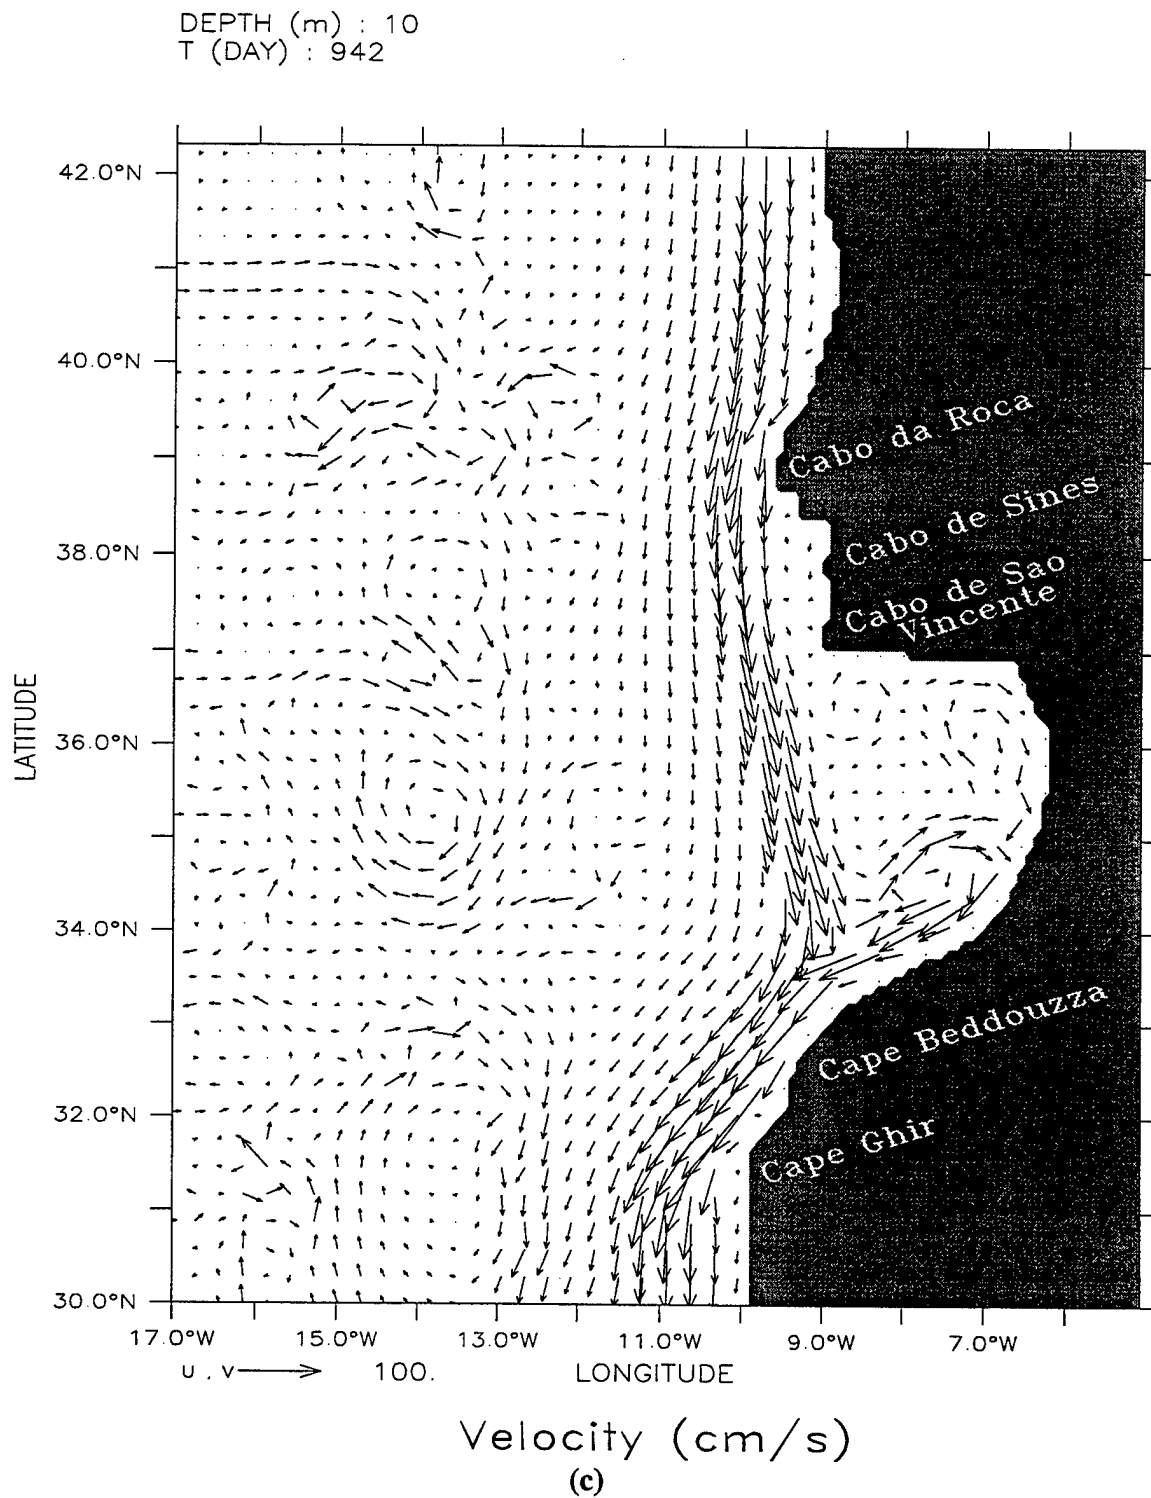 DEPTH (m) : 10
T (DAY) : 942
42.0°N
40.0°N
38.0°N
36.0°N
34.0°N
32.0°N
30.0°N
LATITUDE
Cabo da Roca
Cabo de Sines
Cabo de Sao
Vincente
Cape Beddouzza
Cape Ghir
17.0°W 15.0°W 13.0°W 11.0°W 9.0°W 7.0°W
u , v 100. LONGITUDE
Velocity (cm/s)
(c)